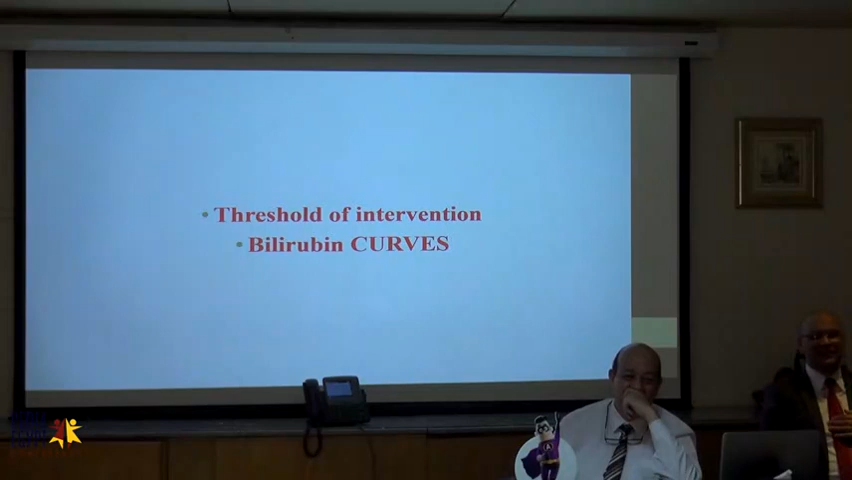 • Threshold of intervention
• Bilirubin CURVES